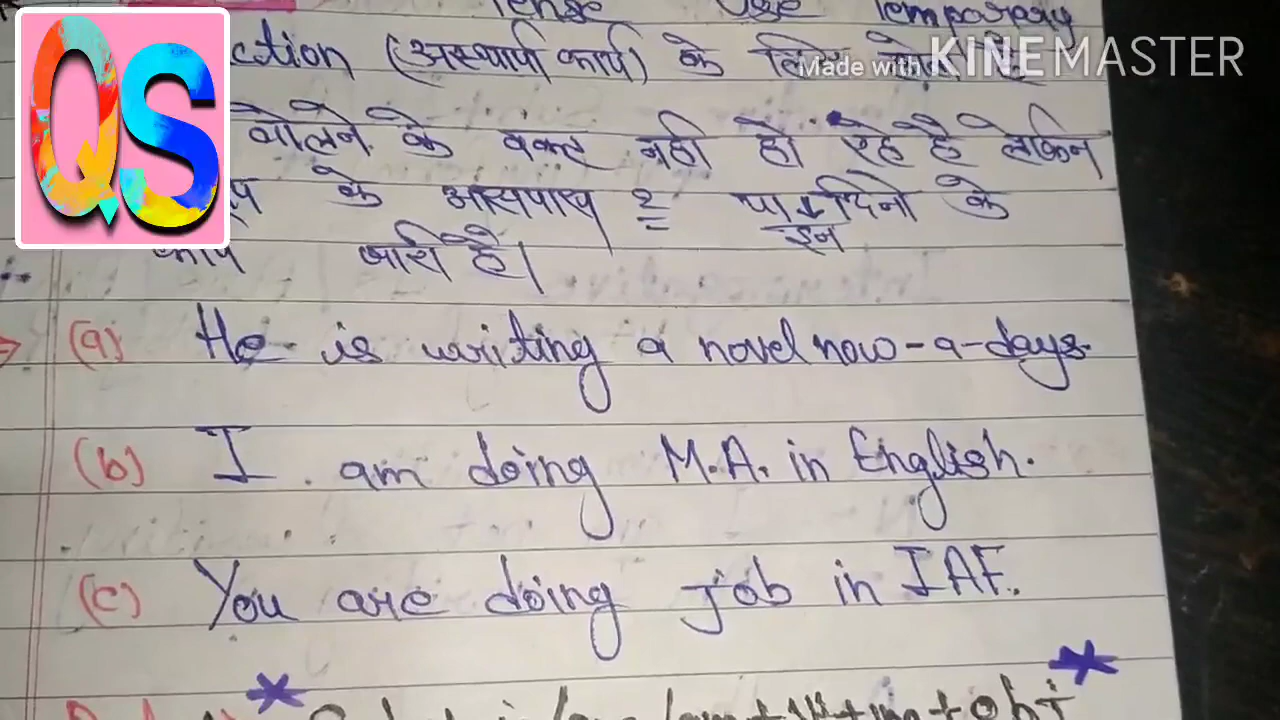 Tense Use Temporary
ction (अस्थायी कार्य) के लिए
Made with KINEMASTER
QS
बोलने के वक्त नही हो रहे है लेकिन
के आसपास है या इन दिनो के
कार्य जारी है।
(a) He is writing a novel now-a-days.
(b) I am doing M.A. in English.
(c) You are doing job in IAF.